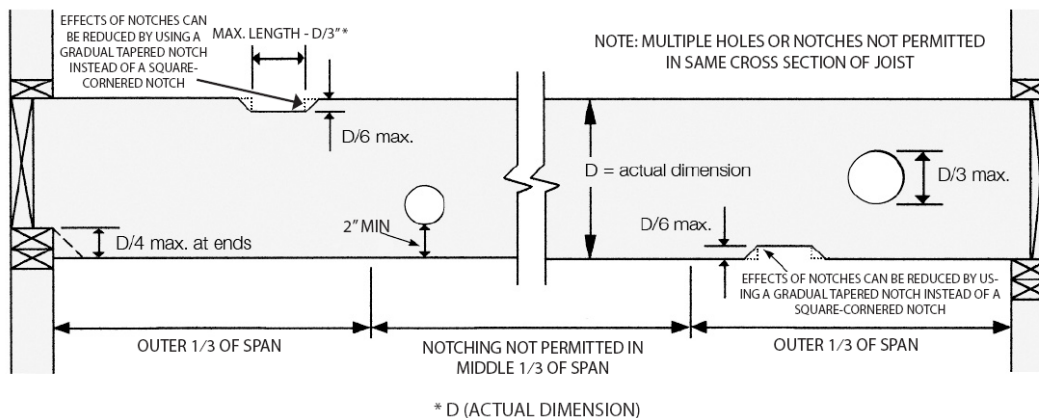 EFFECTS OF NOTCHES CAN
BE REDUCED BY USING A
GRADUAL TAPERED NOTCH
INSTEAD OF A SQUARE-
CORNERED NOTCH
MAX. LENGTH - D/3"*
NOTE: MULTIPLE HOLES OR NOTCHES NOT PERMITTED
IN SAME CROSS SECTION OF JOIST
D/6 max.
D = actual dimension
D/3 max.
2" MIN
D/6 max.
D/4 max. at ends
EFFECTS OF NOTCHES CAN BE REDUCED BY US-
ING A GRADUAL TAPERED NOTCH INSTEAD OF A
SQUARE-CORNERED NOTCH
OUTER 1/3 OF SPAN
NOTCHING NOT PERMITTED IN
MIDDLE 1/3 OF SPAN
OUTER 1/3 OF SPAN
* D (ACTUAL DIMENSION)